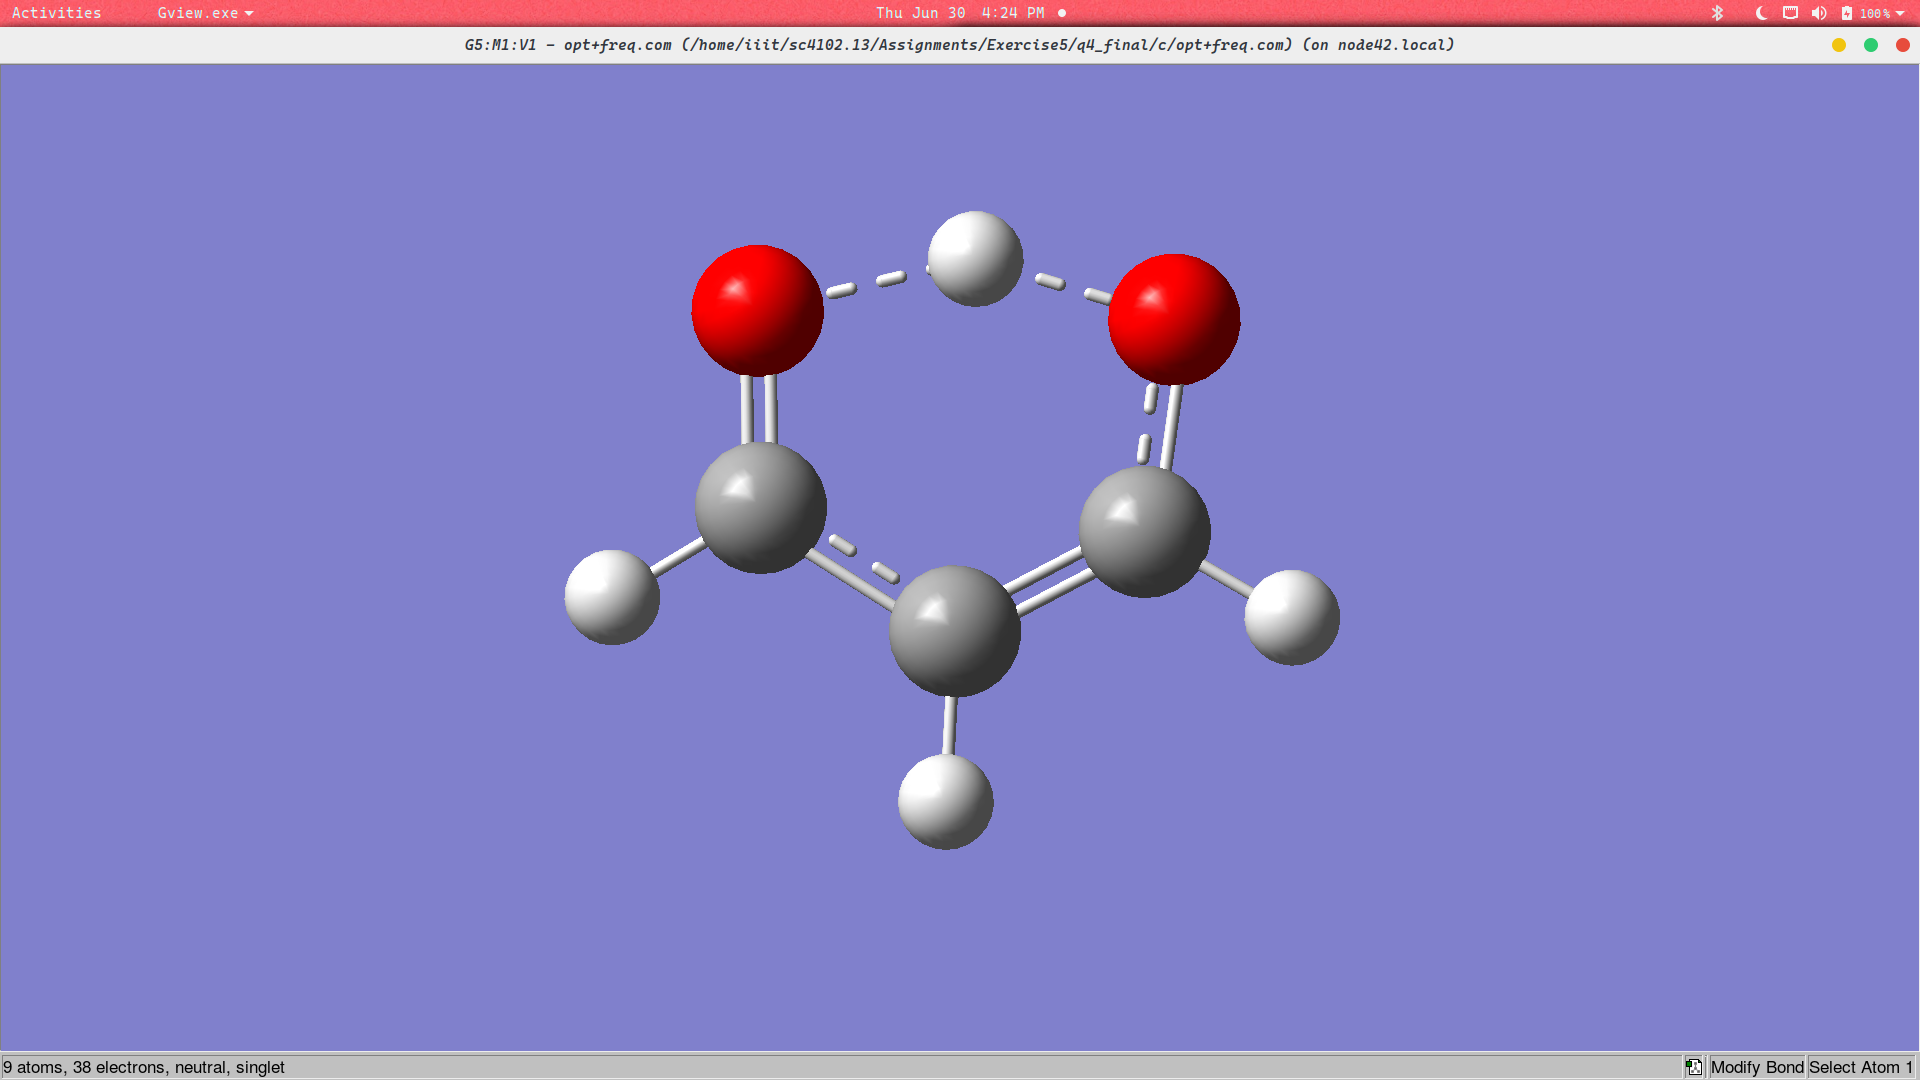 Activities Gview.exe Thu Jun 30 4:24 PM 100%
G5:M1:V1 - opt+freq.com (/home/iiit/sc4102.13/Assignments/Exercise5/q4_final/c/opt+freq.com) (on node42.local)
9 atoms, 38 electrons, neutral, singlet Modify Bond Select Atom 1